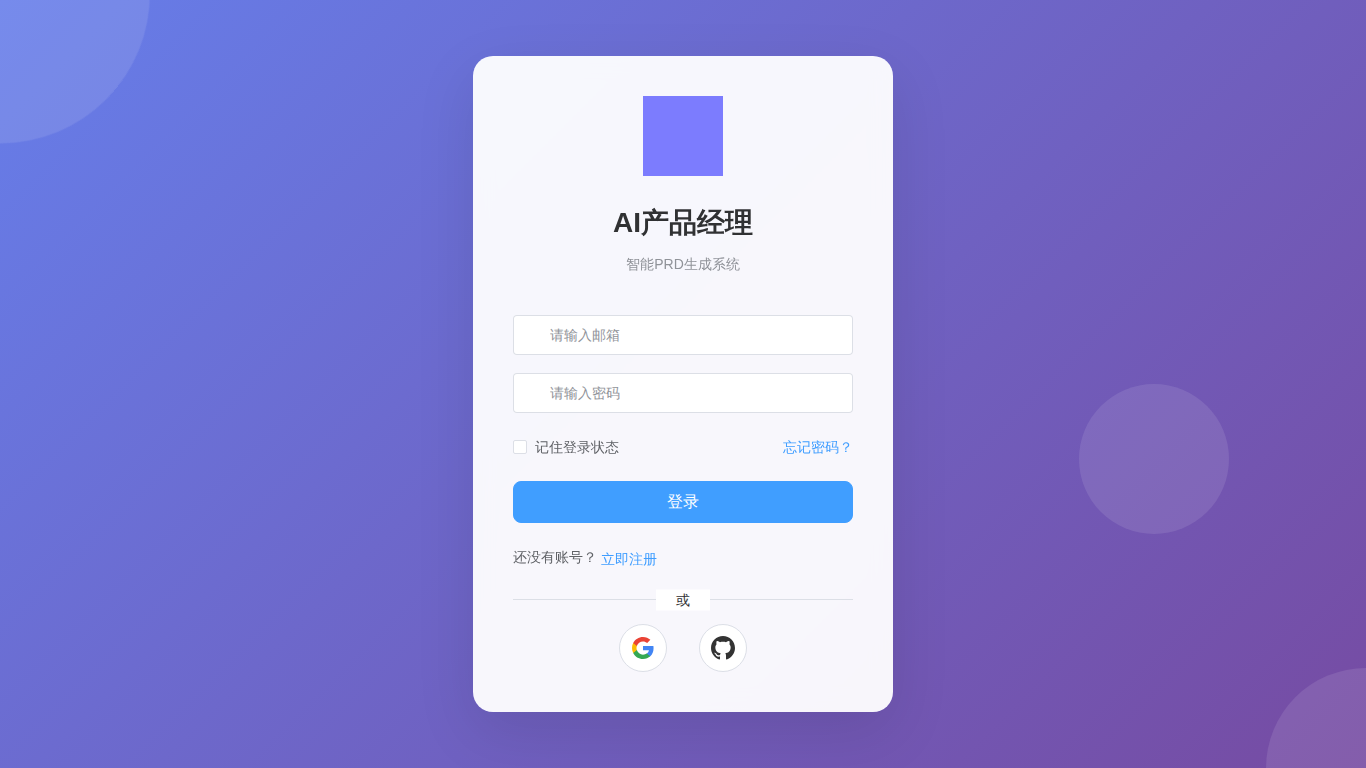 AI产品经理
智能PRD生成系统
请输入邮箱
请输入密码
记住登录状态 忘记密码？
登录
还没有账号？ 立即注册
或